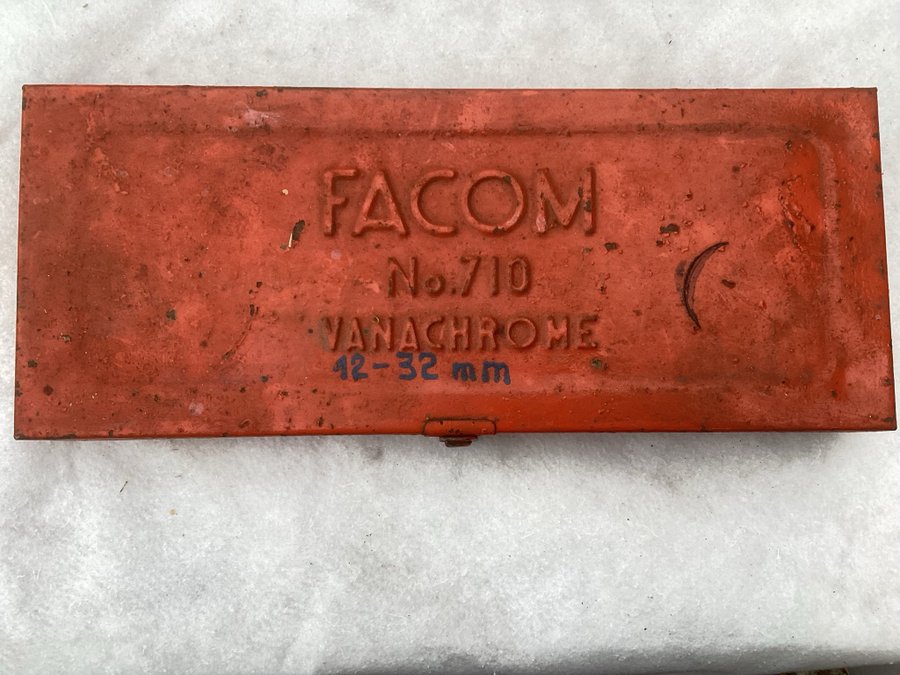 FACOM
No.710
VANACHROME
12-32 mm